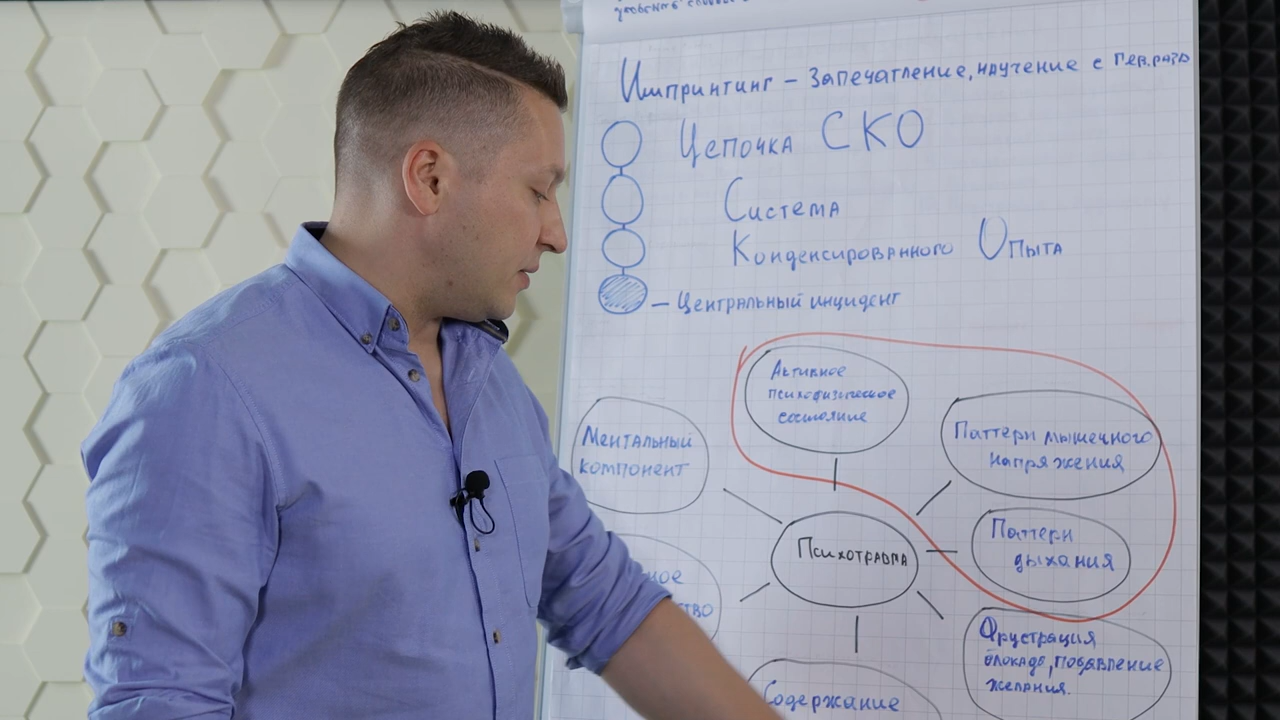 Импринтинг – Запечатление, научение с пер. раза
Цепочка СКО
Система
Конденсированного Опыта
– Центральный инцидент
Активное
психофизическое
состояние
Ментальный
компонент
Паттерн мышечного
напряжения
Психотравма
Паттерн
дыхания
Фрустрация
блокада, подавление
желания.
Содержание